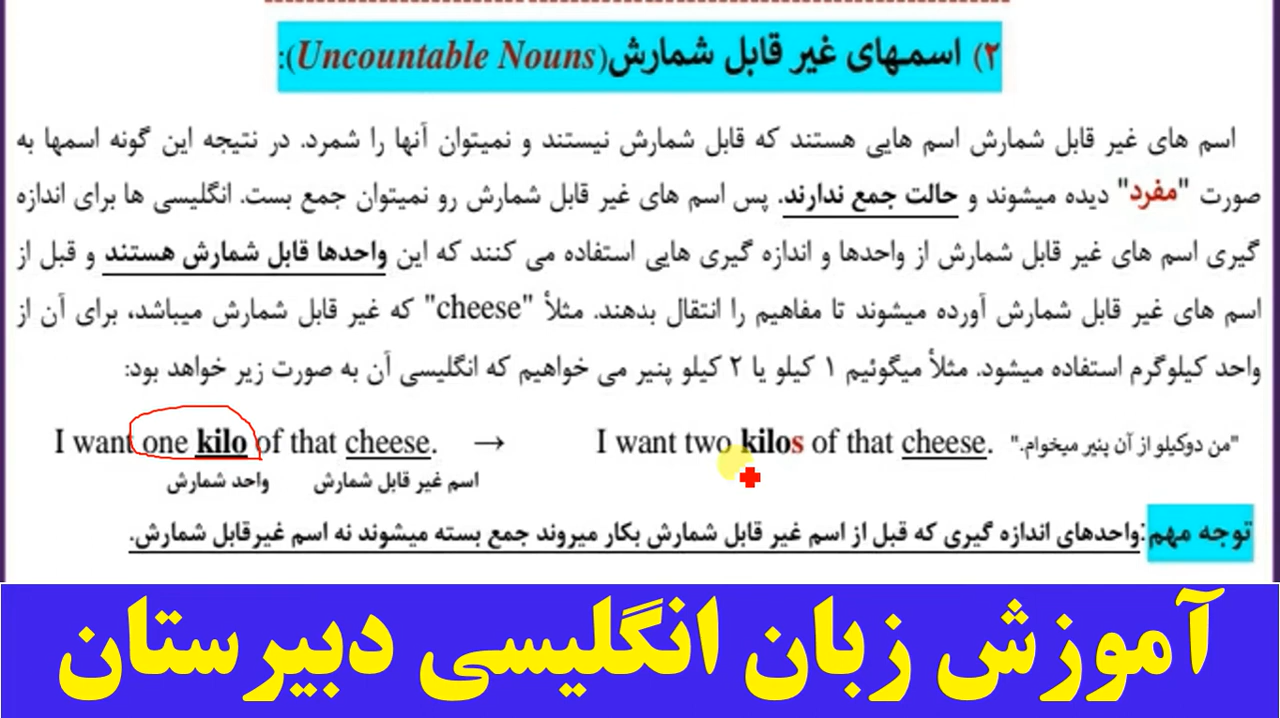 ۲) اسمهای غیر قابل شمارش(Uncountable Nouns):
اسم های غیر قابل شمارش اسم هایی هستند که قابل شمارش نیستند و نمیتوان آنها را شمرد. در نتیجه این گونه اسمها به
صورت "مفرد" دیده میشوند و حالت جمع ندارند. پس اسم های غیر قابل شمارش رو نمیتوان جمع بست. انگلیسی ها برای اندازه
گیری اسم های غیر قابل شمارش از واحدها و اندازه گیری هایی استفاده می کنند که این واحدها قابل شمارش هستند و قبل از
اسم های غیر قابل شمارش آورده میشوند تا مفاهیم را انتقال بدهند. مثلاً "cheese" که غیر قابل شمارش میباشد، برای آن از
واحد کیلوگرم استفاده میشود. مثلاً میگوئیم ۱ کیلو یا ۲ کیلو پنیر می خواهیم که انگلیسی آن به صورت زیر خواهد بود:
I want one kilo of that cheese. → I want two kilos of that cheese. "من دوکیلو از آن پنیر میخوام."
واحد شمارش اسم غیر قابل شمارش
توجه مهم:واحدهای اندازه گیری که قبل از اسم غیر قابل شمارش بکار میروند جمع بسته میشوند نه اسم غیرقابل شمارش.
آموزش زبان انگلیسی دبیرستان